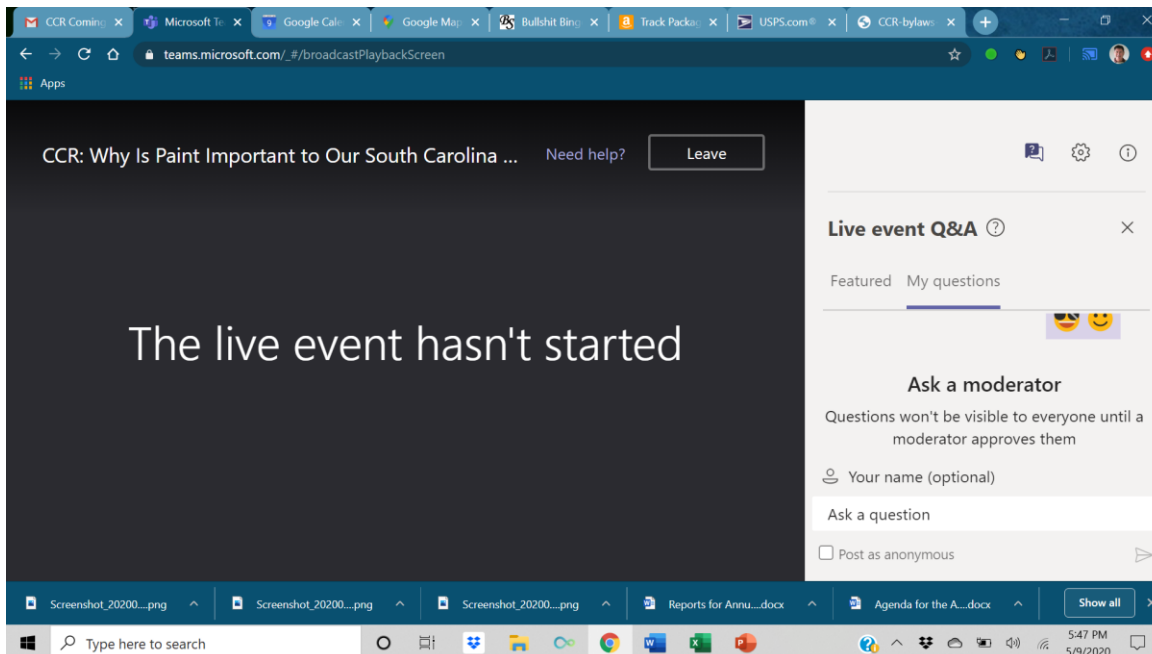 CCR Coming
Microsoft Te
Google Cale
Google Map
Bullshit Bing
Track Packag
USPS.com®
CCR-bylaws
teams.microsoft.com/_#/broadcastPlaybackScreen
Apps
CCR: Why Is Paint Important to Our South Carolina ...
Need help?
Leave
The live event hasn't started
Live event Q&A
Featured My questions
Ask a moderator
Questions won't be visible to everyone until a
moderator approves them
Your name (optional)
Ask a question
Post as anonymous
Screenshot_20200....png
Screenshot_20200....png
Screenshot_20200....png
Reports for Annu....docx
Agenda for the A....docx
Show all
Type here to search
5:47 PM
5/9/2020